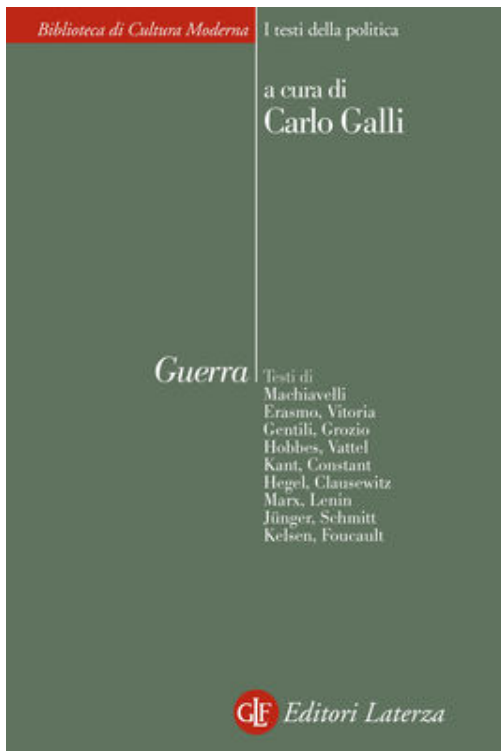 Biblioteca di Cultura Moderna
I testi della politica
a cura di
Carlo Galli
Guerra
Testi di
Machiavelli
Erasmo, Vitoria
Gentili, Grozio
Hobbes, Vattel
Kant, Constant
Hegel, Clausewitz
Marx, Lenin
Jünger, Schmitt
Kelsen, Foucault
GLF Editori Laterza